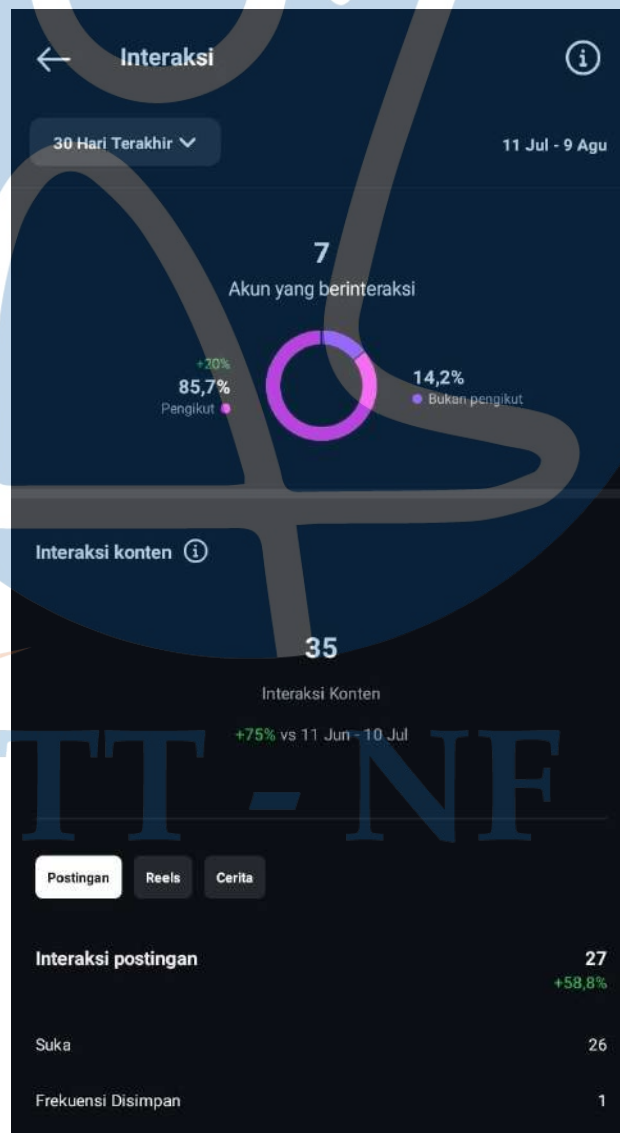 Interaksi
30 Hari Terakhir
11 Jul - 9 Agu
7
Akun yang berinteraksi
+20%
85,7%
Pengikut
14,2%
Bukan pengikut
Interaksi konten
35
Interaksi Konten
+75% vs 11 Jun - 10 Jul
TT - NF
Postingan Reels Cerita
Interaksi postingan 27
+58,8%
Suka 26
Frekuensi Disimpan 1